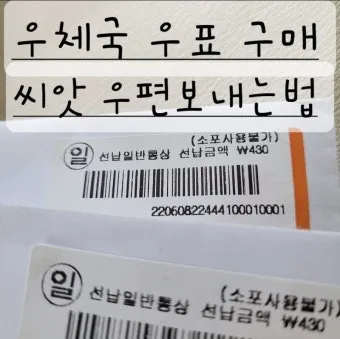 우체국 우표 구매
씨앗 우편보내는법
(소포사용불가)
일 선납일반통상 선납금액 ₩430
220608224441000​10001
(소포사용불가)
일 선납일반통상 선납금액 ₩430